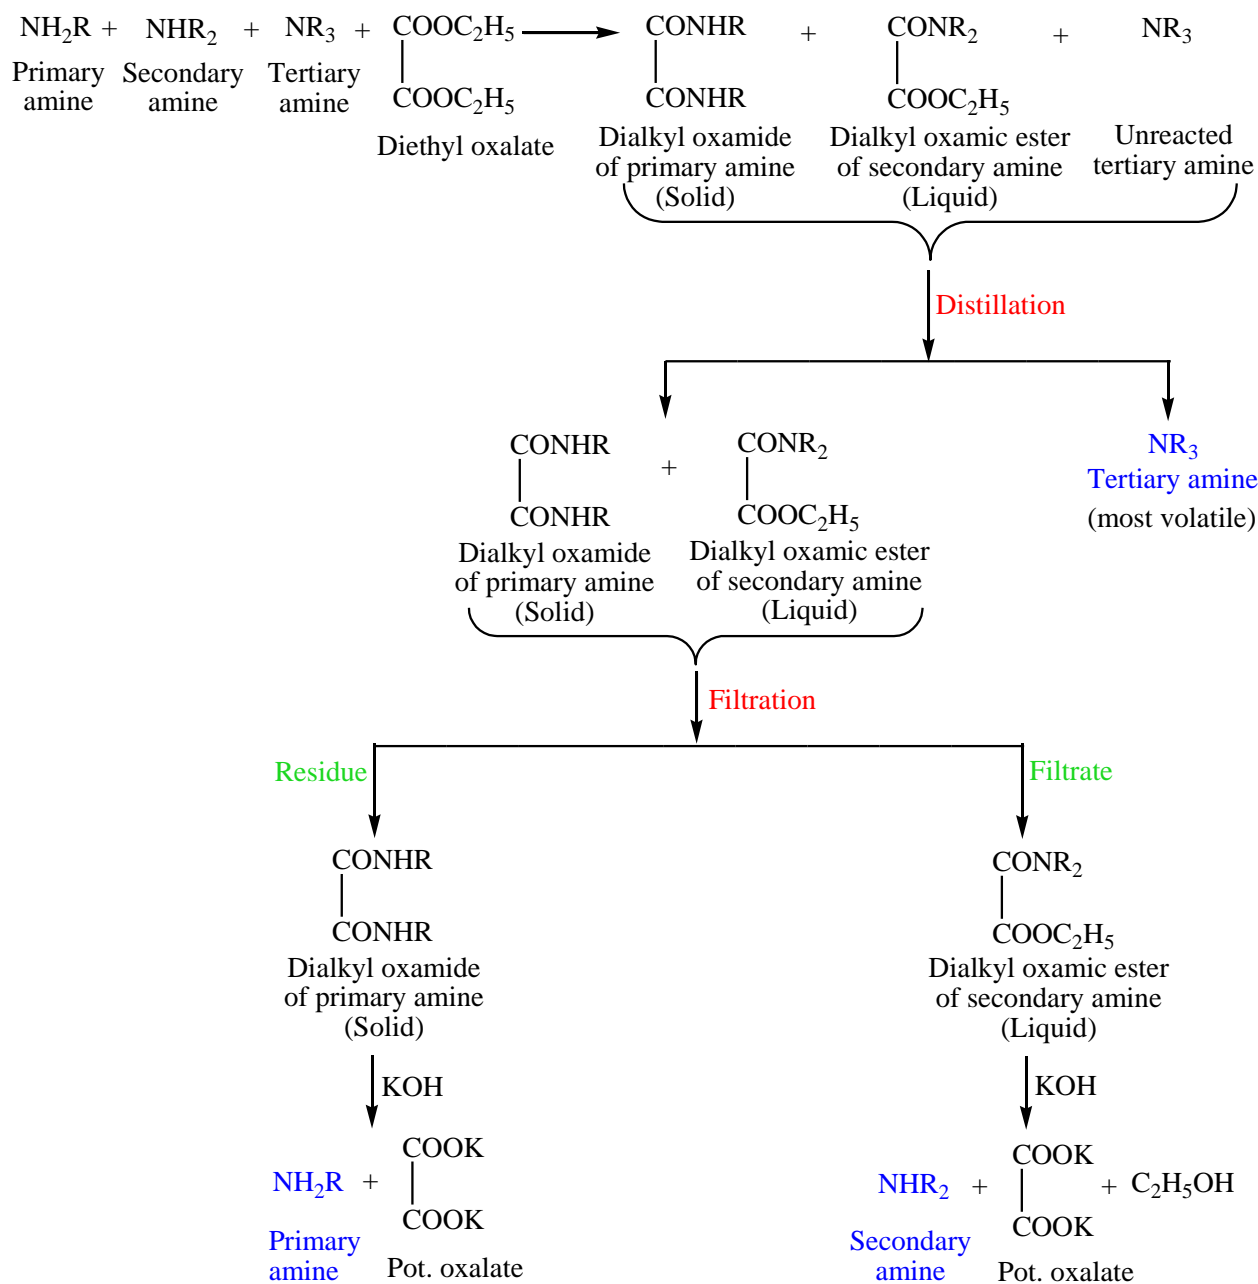 NH2R + NHR2 + NR3 + COOC2H5 CONHR + CONR2 + NR3
Primary amine
Secondary amine
Tertiary amine
COOC2H5
Diethyl oxalate
CONHR
Dialkyl oxamide
of primary amine
(Solid)
COOC2H5
Dialkyl oxamic ester
of secondary amine
(Liquid)
Unreacted
tertiary amine
Distillation
CONHR + CONR2
CONHR COOC2H5
Dialkyl oxamide
of primary amine
(Solid)
Dialkyl oxamic ester
of secondary amine
(Liquid)
NR3
Tertiary amine
(most volatile)
Filtration
Residue
Filtrate
CONHR
CONHR
Dialkyl oxamide
of primary amine
(Solid)
KOH
CONR2
COOC2H5
Dialkyl oxamic ester
of secondary amine
(Liquid)
KOH
NH2R + COOK
COOK
Primary
amine
Pot. oxalate
NHR2 + COOK + C2H5OH
COOK
Secondary
amine
Pot. oxalate